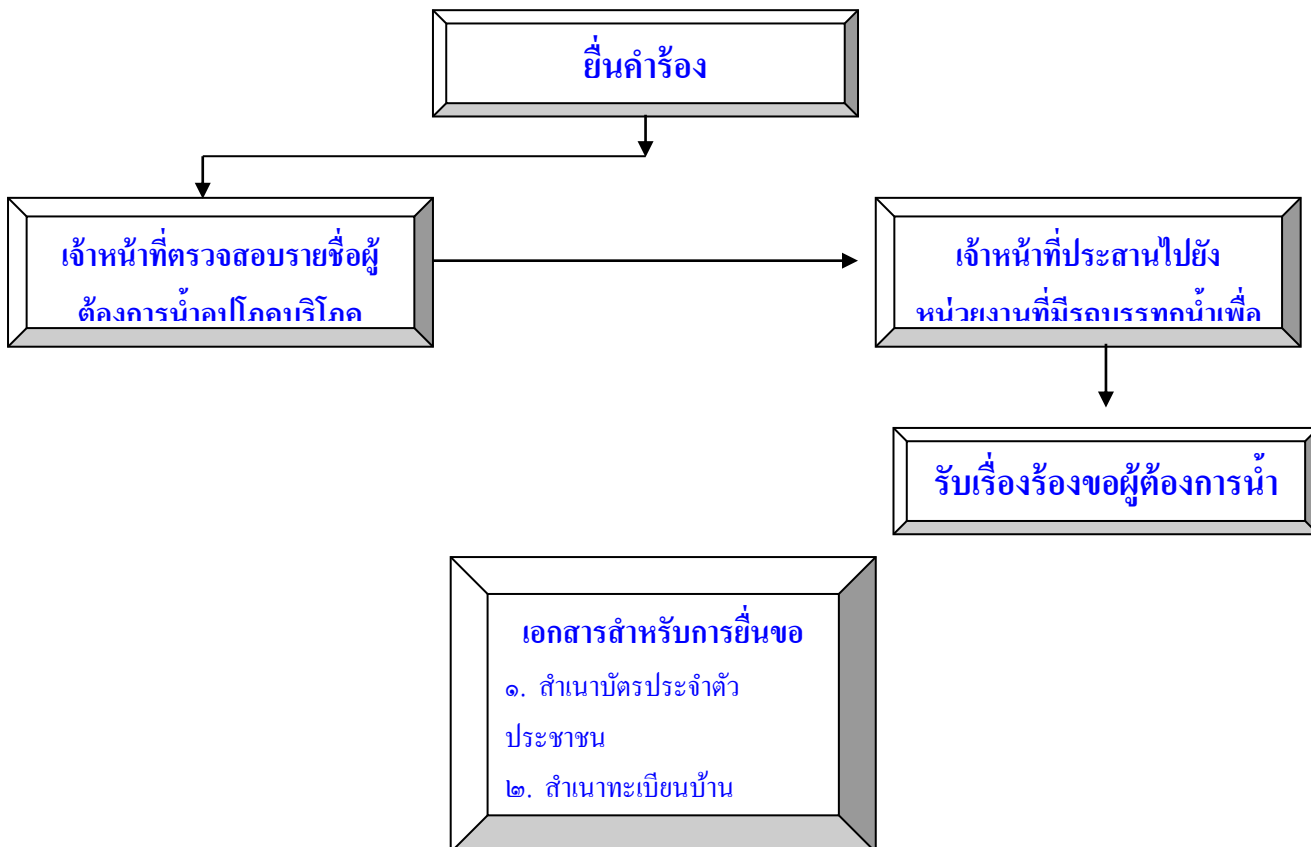 ยื่นคำร้อง
เจ้าหน้าที่ตรวจสอบรายชื่อผู้
ต้องการน้ำอุปโภคบริโภค
เจ้าหน้าที่ประสานไปยัง
หน่วยงานที่มีรถบรรทุกน้ำเพื่อ
รับเรื่องร้องขอผู้ต้องการน้ำ
เอกสารสำหรับการยื่นขอ
๑. สำเนาบัตรประจำตัว
ประชาชน
๒. สำเนาทะเบียนบ้าน